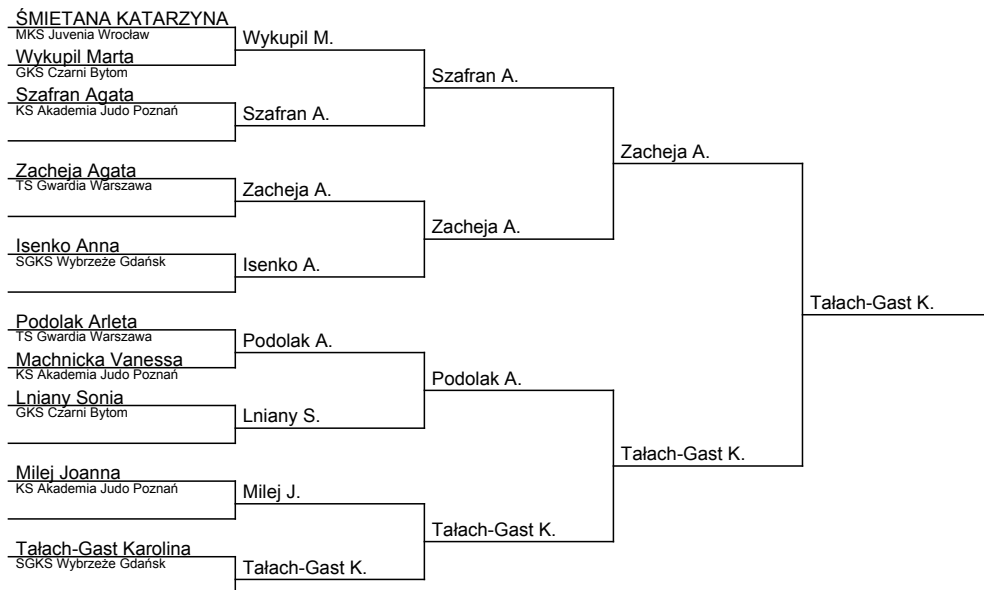 ŚMIETANA KATARZYNA
MKS Juvenia Wrocław
Wykupil M.
Wykupil Marta
GKS Czarni Bytom
Szafran A.
Szafran Agata
KS Akademia Judo Poznań
Szafran A.
Zacheja A.
Zacheja Agata
TS Gwardia Warszawa
Zacheja A.
Zacheja A.
Isenko Anna
SGKS Wybrzeże Gdańsk
Isenko A.
Tałach-Gast K.
Podolak Arleta
TS Gwardia Warszawa
Podolak A.
Machnicka Vanessa
KS Akademia Judo Poznań
Podolak A.
Lniany Sonia
GKS Czarni Bytom
Lniany S.
Tałach-Gast K.
Milej Joanna
KS Akademia Judo Poznań
Milej J.
Tałach-Gast K.
Tałach-Gast Karolina
SGKS Wybrzeże Gdańsk
Tałach-Gast K.